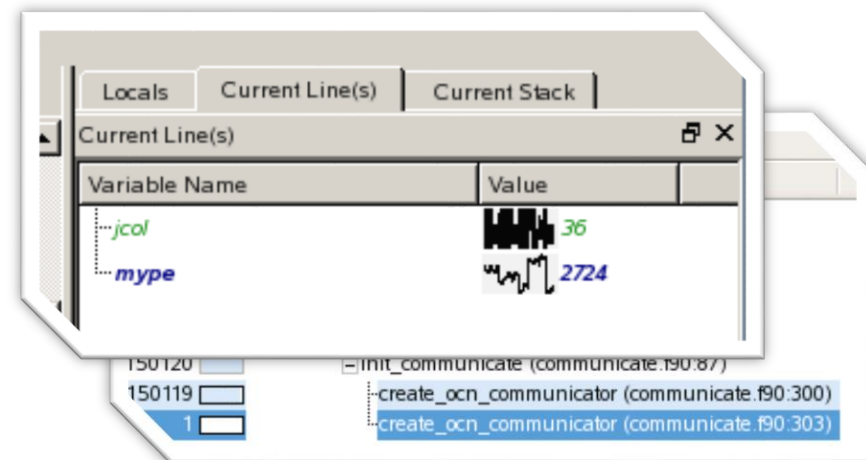 Locals Current Line(s) Current Stack
Current Line(s)
Variable Name Value
jcol 36
mype 2724
150120 init_communicate (communicate.f90:87)
150119 create_ocn_communicator (communicate.f90:300)
1 create_ocn_communicator (communicate.f90:303)